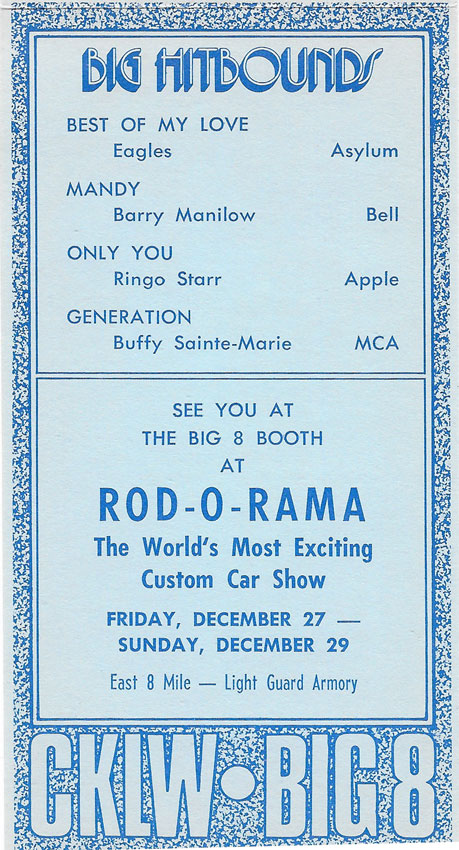 BIG HITBOUNDS
BEST OF MY LOVE
Eagles Asylum
MANDY
Barry Manilow Bell
ONLY YOU
Ringo Starr Apple
GENERATION
Buffy Sainte-Marie MCA
SEE YOU AT
THE BIG 8 BOOTH
AT
ROD-O-RAMA
The World's Most Exciting
Custom Car Show
FRIDAY, DECEMBER 27 —
SUNDAY, DECEMBER 29
East 8 Mile — Light Guard Armory
CKLW•BIG 8